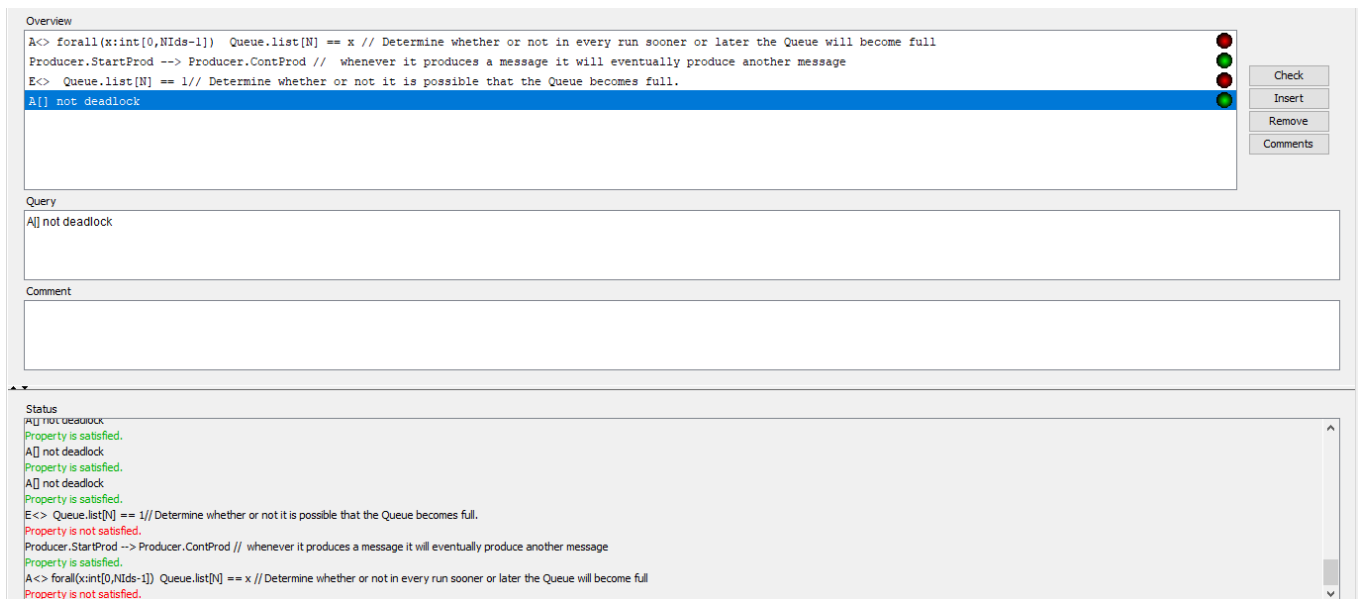 Overview
A<> forall(x:int[0,NIds-1])  Queue.list[N] == x // Determine whether or not in every run sooner or later the Queue will become full
Producer.StartProd --> Producer.ContProd //  whenever it produces a message it will eventually produce another message
E<>  Queue.list[N] == 1// Determine whether or not it is possible that the Queue becomes full.
A[] not deadlock
Check
Insert
Remove
Comments
Query
A[] not deadlock
Comment
Status
A[] not deadlock
Property is satisfied.
A[] not deadlock
Property is satisfied.
A[] not deadlock
Property is satisfied.
E<>  Queue.list[N] == 1// Determine whether or not it is possible that the Queue becomes full.
Property is not satisfied.
Producer.StartProd --> Producer.ContProd //  whenever it produces a message it will eventually produce another message
Property is satisfied.
A<> forall(x:int[0,NIds-1])  Queue.list[N] == x // Determine whether or not in every run sooner or later the Queue will become full
Property is not satisfied.